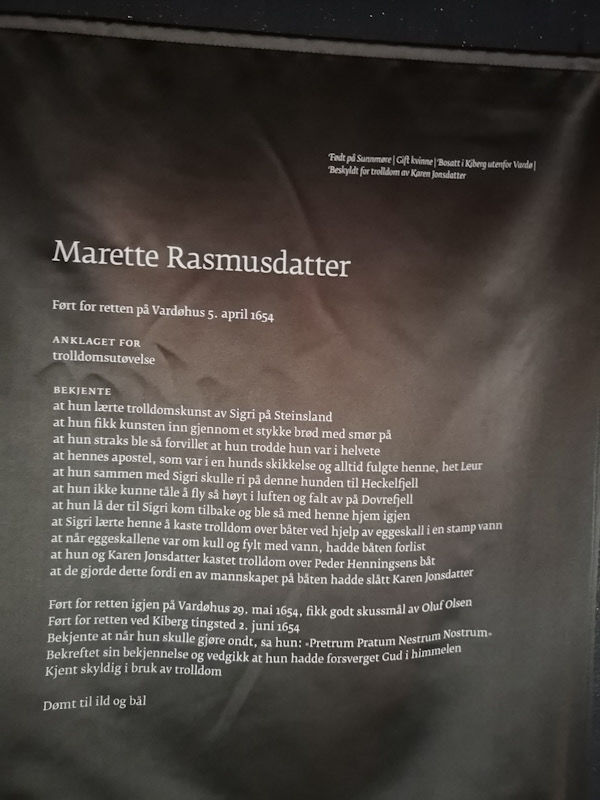 Født på Sunnmøre | Gift kvinne | Bosatt i Kiberg utenfor Vardø |
Beskyldt for trolldom av Karen Jonsdatter
Marette Rasmusdatter
Ført for retten på Vardøhus 5. april 1654
ANKLAGET FOR
trolldomsutøvelse
BEKJENTE
at hun lærte trolldomskunst av Sigri på Steinsland
at hun fikk kunsten inn gjennom et stykke brød med smør på
at hun straks ble så forvillet at hun trodde hun var i helvete
at hennes apostel, som var i en hunds skikkelse og alltid fulgte henne, het Leur
at hun sammen med Sigri skulle ri på denne hunden til Heckelfjell
at hun ikke kunne tåle å fly så høyt i luften og falt av på Dovrefjell
at hun lå der til Sigri kom tilbake og ble så med henne hjem igjen
at Sigri lærte henne å kaste trolldom over båter ved hjelp av eggeskall i en stamp vann
at når eggeskallene var om kull og fylt med vann, hadde båten forlist
at hun og Karen Jonsdatter kastet trolldom over Peder Henningsens båt
at de gjorde dette fordi en av mannskapet på båten hadde slått Karen Jonsdatter
Ført for retten igjen på Vardøhus 29. mai 1654, fikk godt skussmål av Oluf Olsen
Ført for retten ved Kiberg tingsted 2. juni 1654
Bekjente at når hun skulle gjøre ondt, sa hun: «Pretrum Pratum Nestrum Nostrum»
Bekreftet sin bekjennelse og vedgikk at hun hadde forsverget Gud i himmelen
Kjent skyldig i bruk av trolldom
Dømt til ild og bål